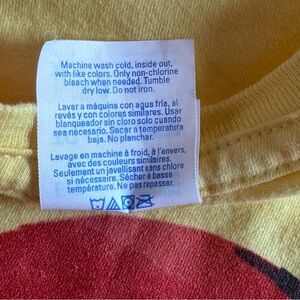 Machine wash cold, inside out,
with like colors. Only non-chlorine
bleach when needed. Tumble
dry low. Do not iron.
Lavar a máquina con agua fría, al
revés y con colores similares. Usar
blanqueador sin cloro solo cuando
sea necesario. Secar a temperatura
baja. No planchar.
Lavage en machine à froid, à l'envers,
avec des couleurs similaires.
Seulement un javellisant sans chlore
si nécessaire. Sécher à basse
température. Ne pas repasser.